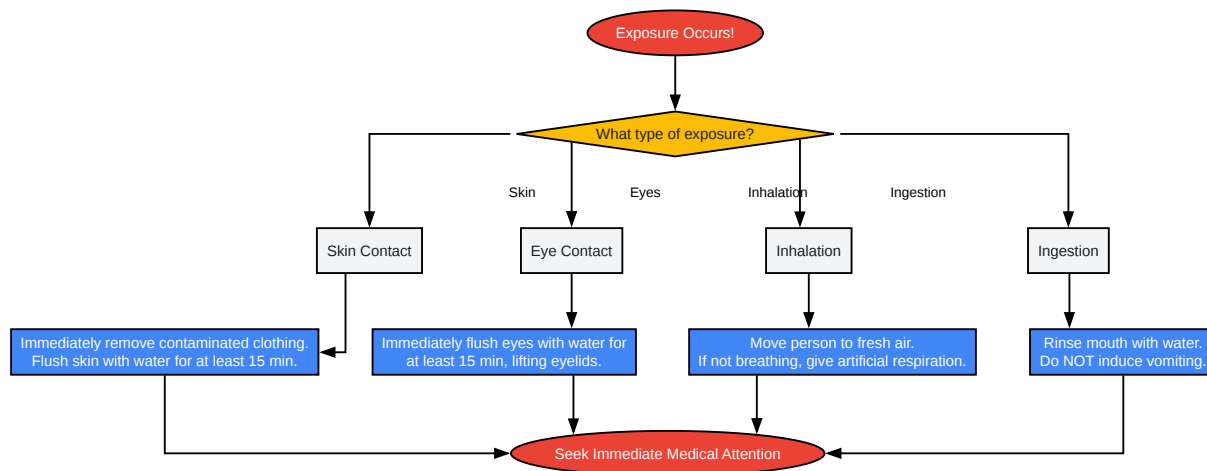 Exposure Occurs!
What type of exposure?
Skin
Eyes
Inhalation
Ingestion
Skin Contact
Eye Contact
Inhalation
Ingestion
Immediately remove contaminated clothing.
Flush skin with water for at least 15 min.
Immediately flush eyes with water for
at least 15 min, lifting eyelids.
Move person to fresh air.
If not breathing, give artificial respiration.
Rinse mouth with water.
Do NOT induce vomiting.
Seek Immediate Medical Attention